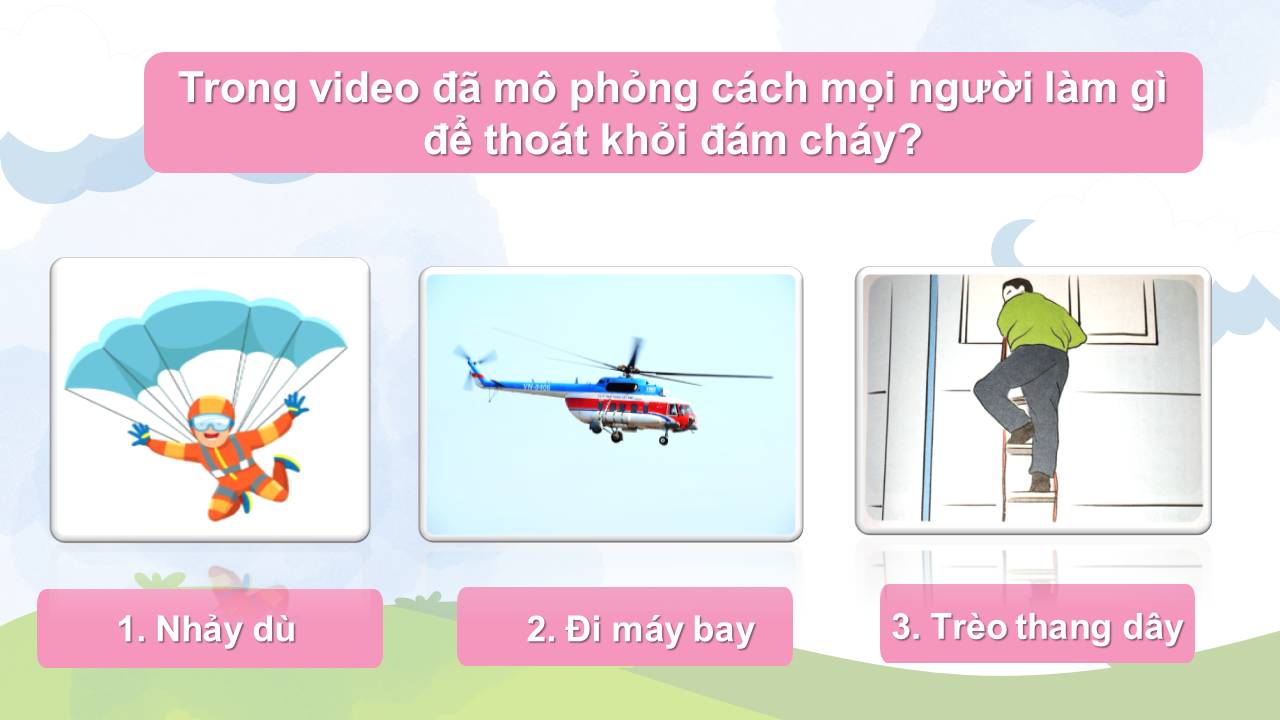 Trong video đã mô phỏng cách mọi người làm gì
để thoát khỏi đám cháy?
1. Nhảy dù
2. Đi máy bay
3. Trèo thang dây